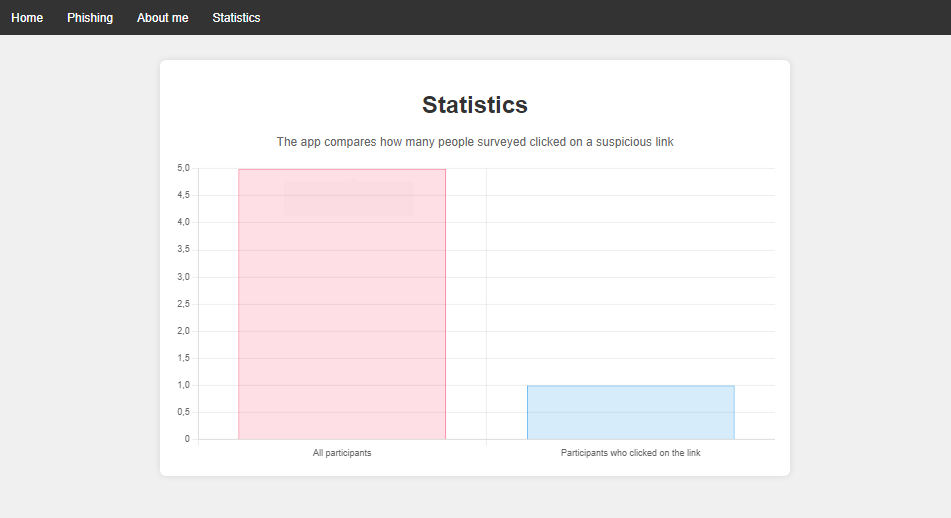 Home Phishing About me Statistics
Statistics
The app compares how many people surveyed clicked on a suspicious link
5,0
4,5
4,0
3,5
3,0
2,5
2,0
1,5
1,0
0,5
0
All participants Participants who clicked on the link